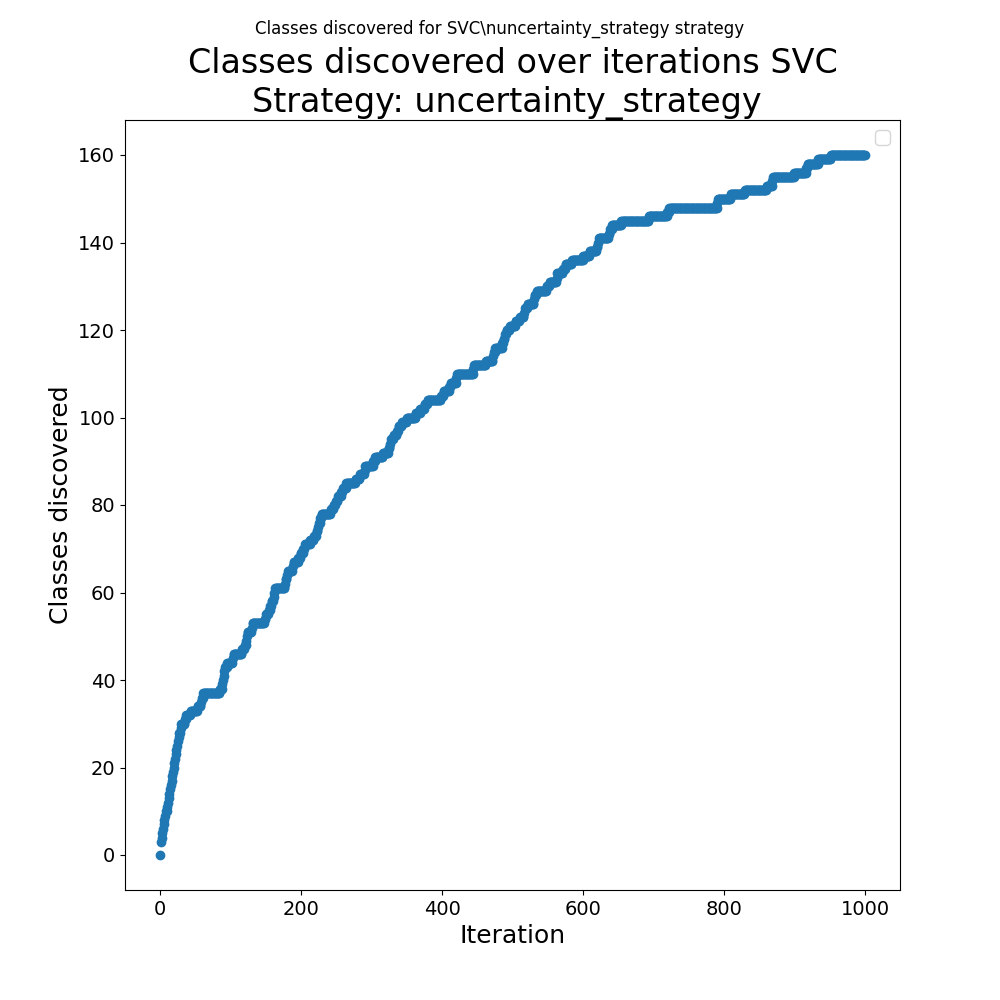 Classes discovered for SVC\nuncertainty_strategy strategy
Classes discovered over iterations SVC
Strategy: uncertainty_strategy
160
140
120
100
80
60
40
20
0
Classes discovered
0 200 400 600 800 1000
Iteration